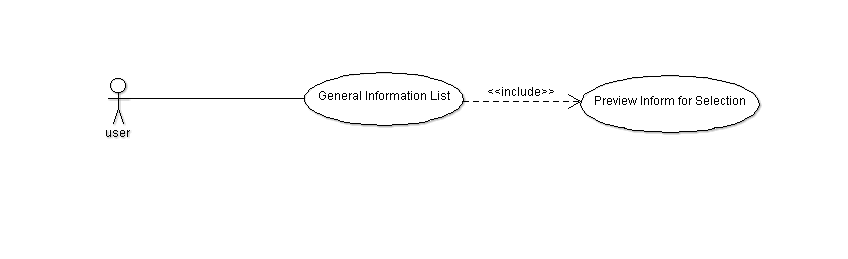 General Information List
<<include>>
Preview Inform for Selection
user